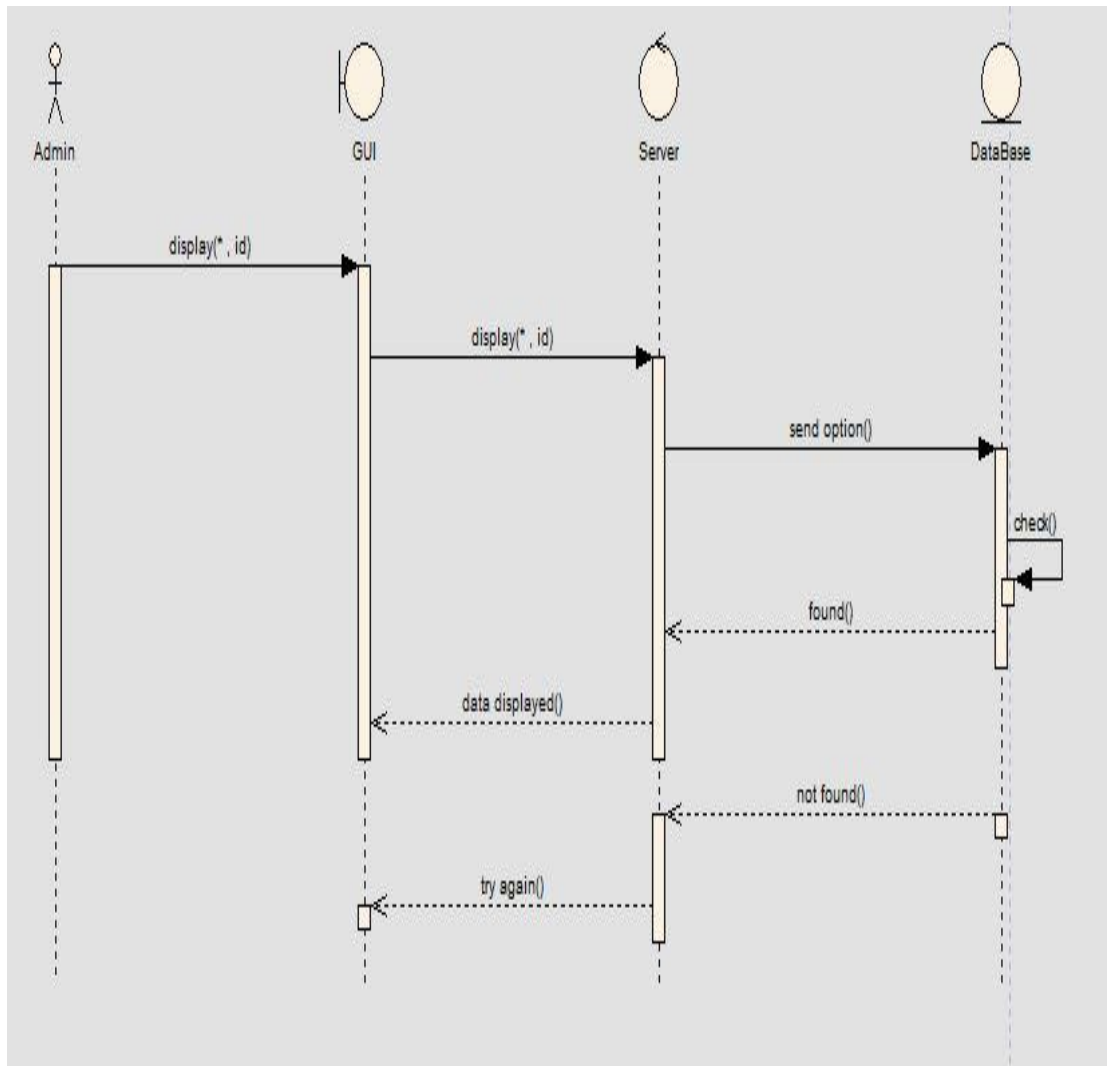 Admin
GUI
Server
DataBase
display(* , id)
display(* , id)
send option()
check()
found()
data displayed()
not found()
try again()